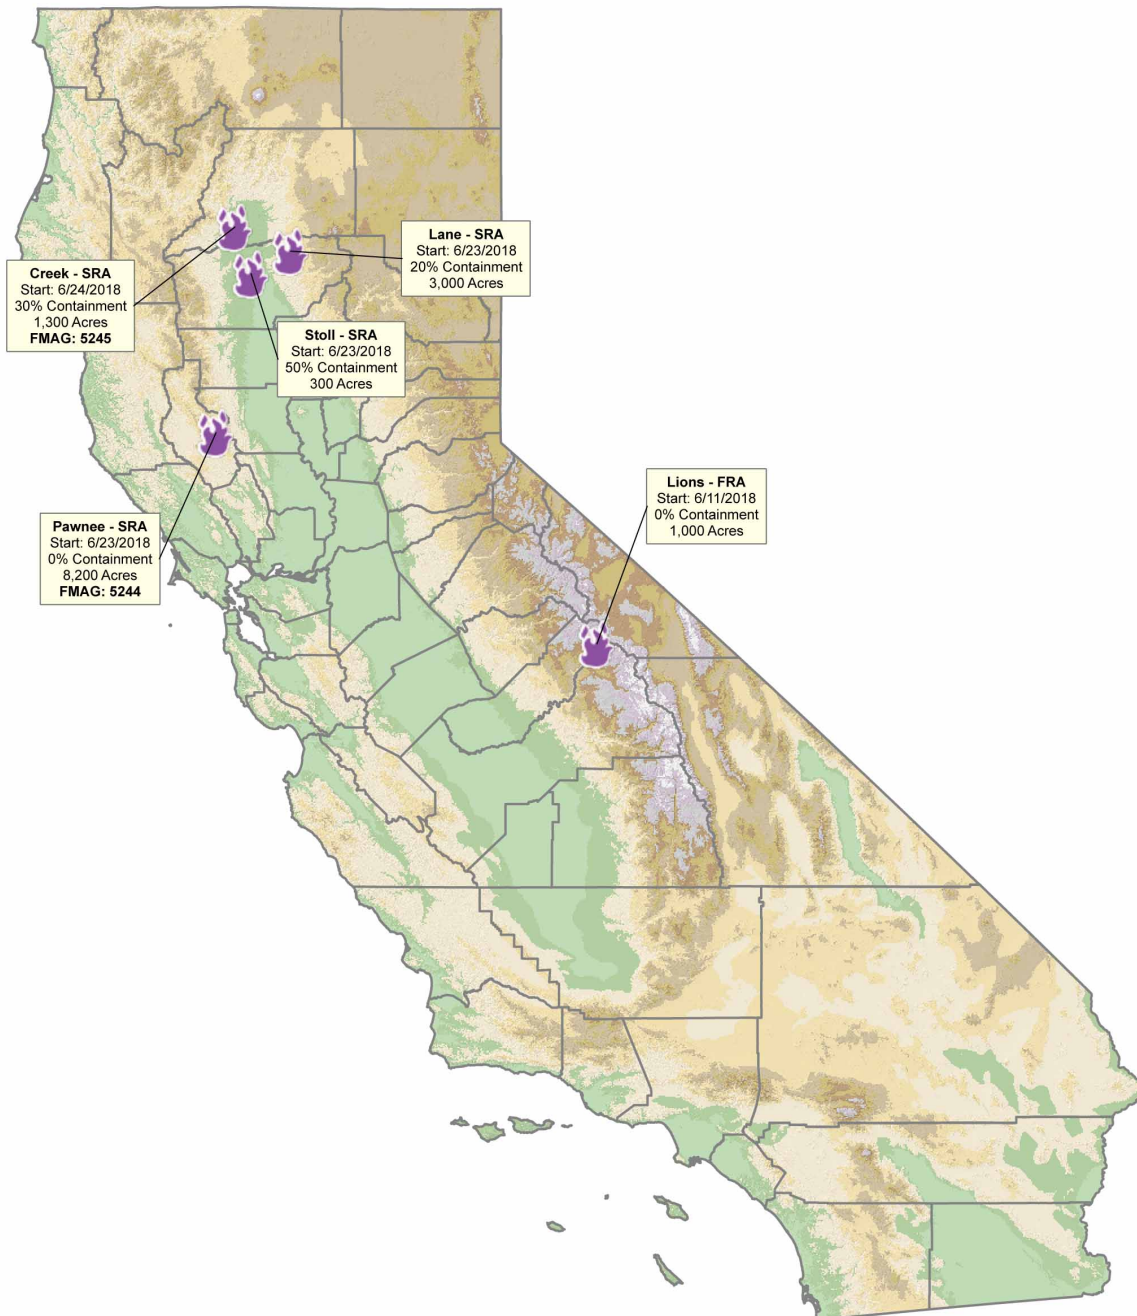 Lane - SRA
Start: 6/23/2018
20% Containment
3,000 Acres
Creek - SRA
Start: 6/24/2018
30% Containment
1,300 Acres
FMAG: 5245
Stoll - SRA
Start: 6/23/2018
50% Containment
300 Acres
Lions - FRA
Start: 6/11/2018
0% Containment
1,000 Acres
Pawnee - SRA
Start: 6/23/2018
0% Containment
8,200 Acres
FMAG: 5244